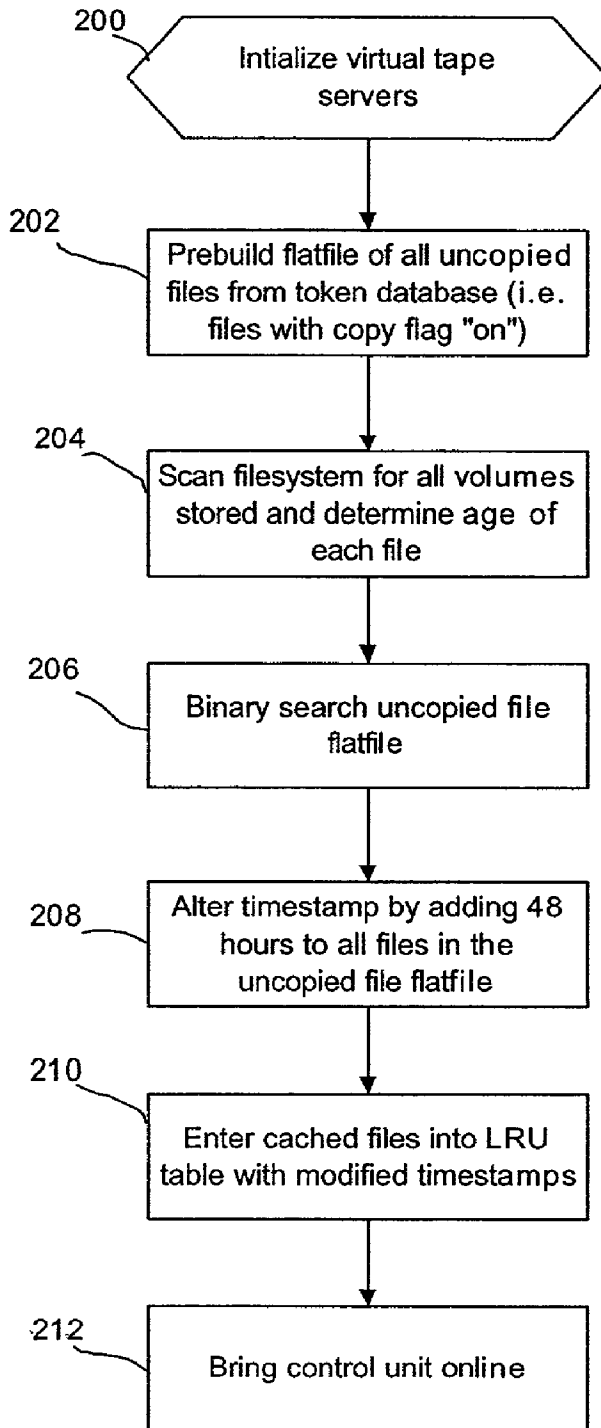 200
Intialize virtual tape
servers
202
Prebuild flatfile of all uncopied
files from token database (i.e.
files with copy flag "on")
204
Scan filesystem for all volumes
stored and determine age of
each file
206
Binary search uncopied file
flatfile
208
Alter timestamp by adding 48
hours to all files in the
uncopied file flatfile
210
Enter cached files into LRU
table with modified timestamps
212
Bring control unit online